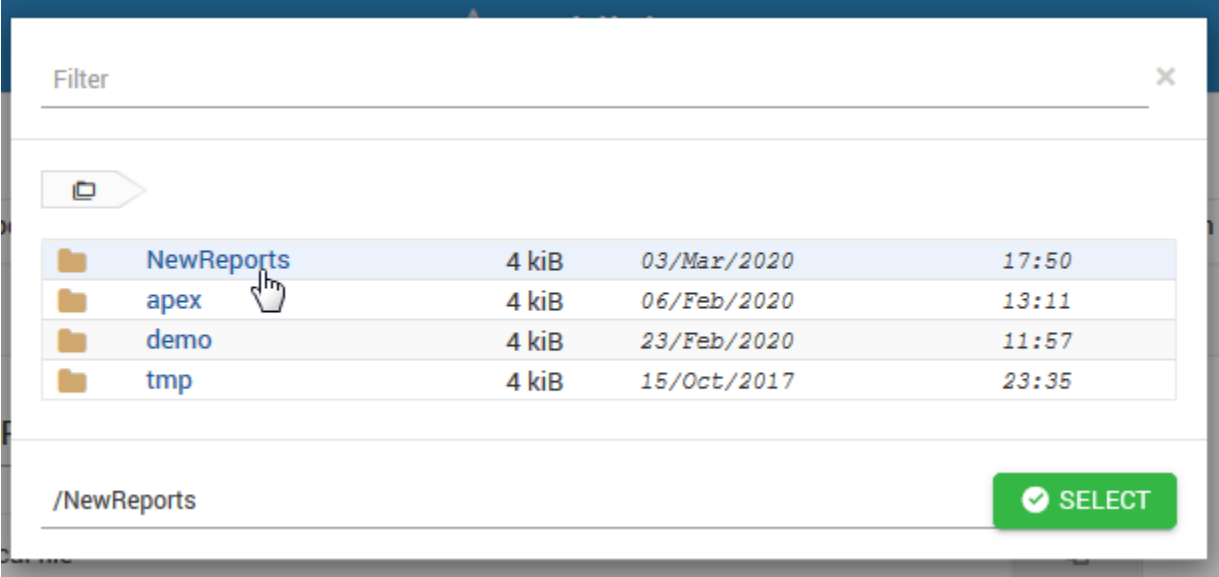 Filter
NewReports 4 kiB 03/Mar/2020 17:50
apex 4 kiB 06/Feb/2020 13:11
demo 4 kiB 23/Feb/2020 11:57
tmp 4 kiB 15/Oct/2017 23:35
/NewReports
SELECT